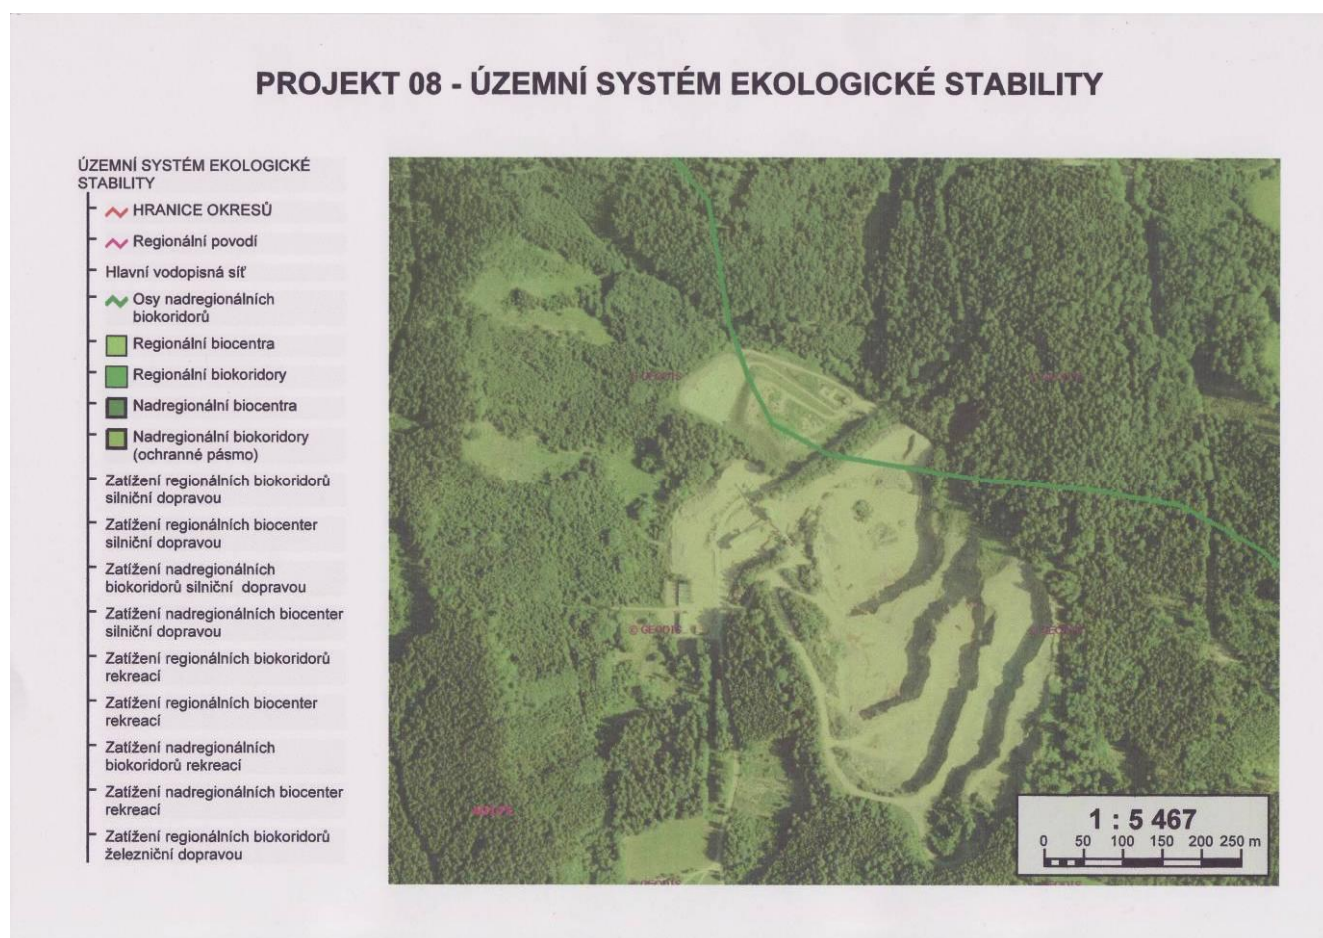 PROJEKT 08 - ÚZEMNÍ SYSTÉM EKOLOGICKÉ STABILITY
ÚZEMNÍ SYSTÉM EKOLOGICKÉ
STABILITY
HRANICE OKRESŮ
Regionální povodí
Hlavní vodopisná síť
Osy nadregionálních
biokoridorů
Regionální biocentra
Regionální biokoridory
Nadregionální biocentra
Nadregionální biokoridory
(ochranné pásmo)
Zatížení regionálních biokoridorů
silniční dopravou
Zatížení regionálních biocenter
silniční dopravou
Zatížení nadregionálních
biokoridorů silniční dopravou
Zatížení nadregionálních biocenter
silniční dopravou
Zatížení regionálních biokoridorů
rekreací
Zatížení regionálních biocenter
rekreací
Zatížení nadregionálních
biokoridorů rekreací
Zatížení nadregionálních biocenter
rekreací
Zatížení regionálních biokoridorů
železniční dopravou
© GEODIS
© GEODIS
1 : 5 467
0 50 100 150 200 250 m